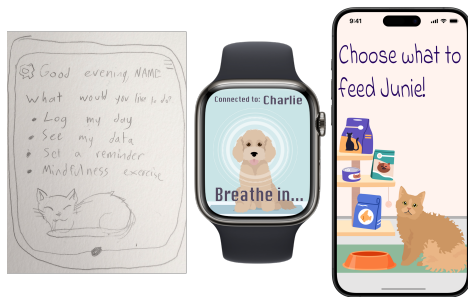 Good evening, NAME
What would you like to do?
• Log my day
• See my data
• Set a reminder
• Mindfulness exercise
Connected to: Charlie
Breathe in...
9:41
Choose what to
feed Junie!